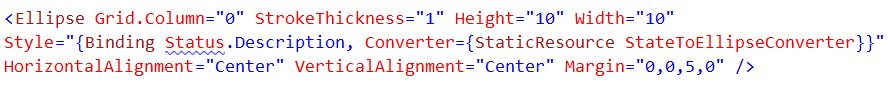 <Ellipse Grid.Column="0" StrokeThickness="1" Height="10" Width="10"
Style="{Binding Status.Description, Converter={StaticResource StateToEllipseConverter}}"
HorizontalAlignment="Center" VerticalAlignment="Center" Margin="0,0,5,0" />